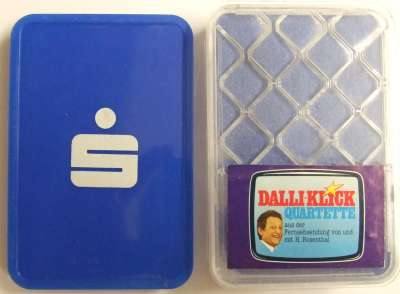 DALLI-KLICK
QUARTETTE
aus der
Fernsehsendung von und
mit H. Rosenthal